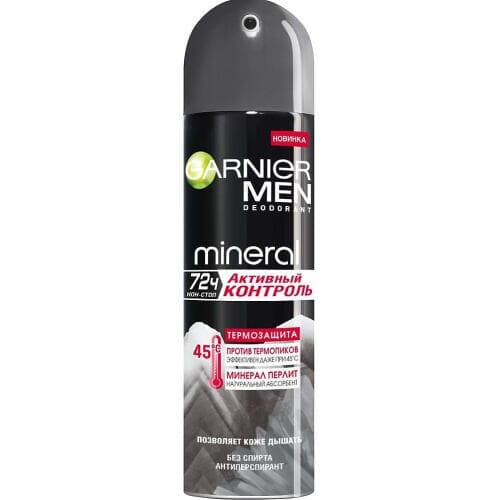 НОВИНКА
GARNIER
MEN
DEODORANT
mineral
72ч
НОН-СТОП
Активный
КОНТРОЛЬ
ТЕРМОЗАЩИТА
45°C
ПРОТИВ ТЕРМОПИКОВ
ЭФФЕКТИВЕН ДАЖЕ ПРИ 45°C
МИНЕРАЛ ПЕРЛИТ
НАТУРАЛЬНЫЙ АБСОРБЕНТ
ПОЗВОЛЯЕТ КОЖЕ ДЫШАТЬ
БЕЗ СПИРТА
АНТИПЕРСПИРАНТ